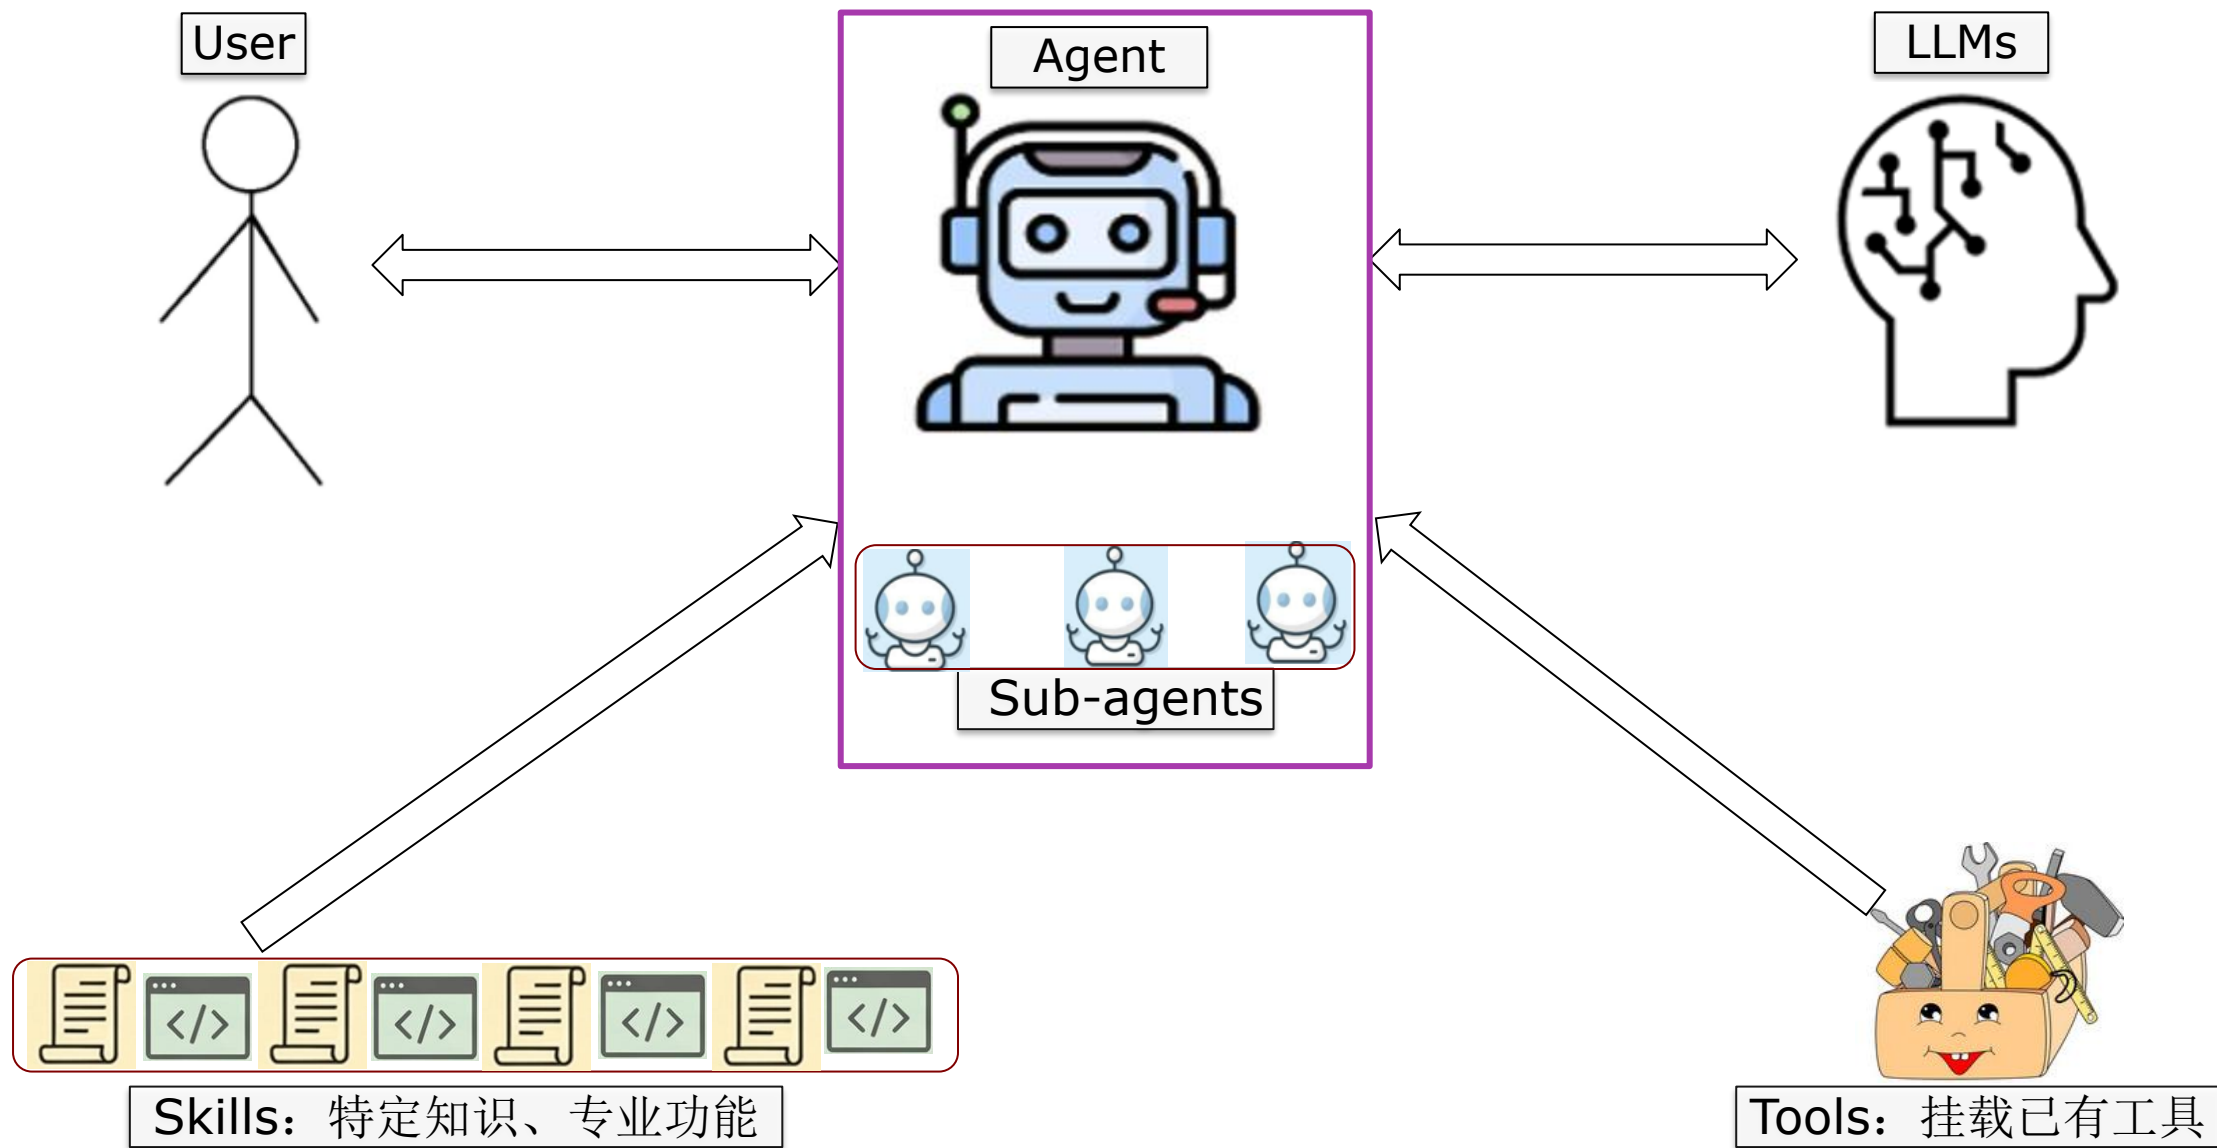 User
Agent
LLMs
Sub-agents
</>
</>
</>
</>
Skills：特定知识、专业功能
Tools：挂载已有工具